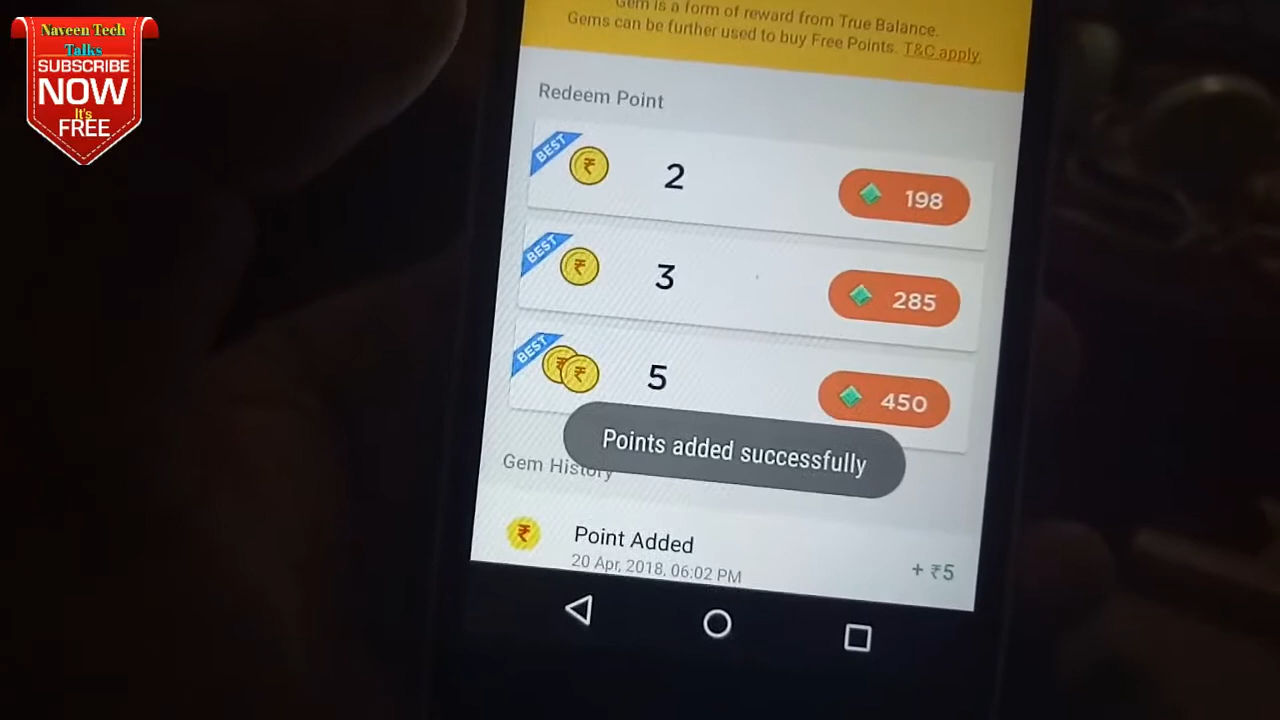 Naveen Tech
Talks
SUBSCRIBE
NOW
It's
FREE
Gem is a form of reward from True Balance.
Gems can be further used to buy Free Points. T&C apply.
Redeem Point
BEST ₹ 2 198
BEST ₹ 3 285
BEST ₹ ₹ 5 450
Points added successfully
Gem History
₹ Point Added
20 Apr, 2018, 06:02 PM
+ ₹5